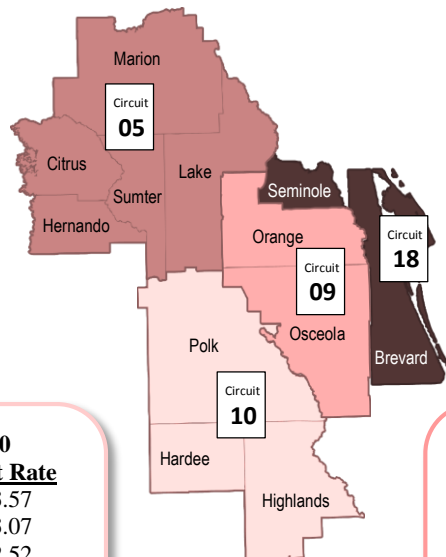 Marion
Circuit
05
Citrus
Lake
Sumter
Hernando
Seminole
Orange
Circuit
18
Circuit
09
Osceola
Brevard
Polk
Circuit
10
Hardee
Highlands
0
t Rate
.57
.07
.52